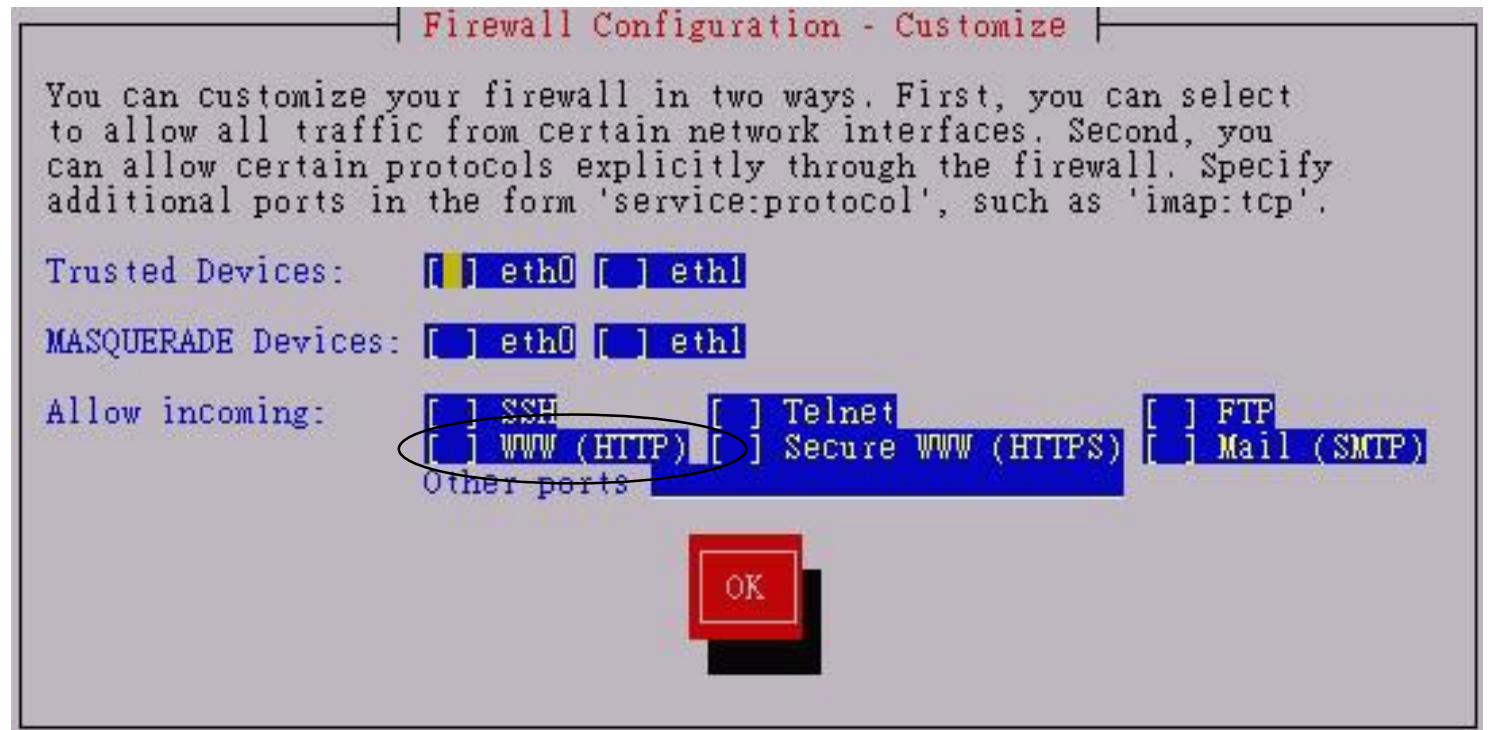 Firewall Configuration - Customize
You can customize your firewall in two ways. First, you can select
to allow all traffic from certain network interfaces. Second, you
can allow certain protocols explicitly through the firewall. Specify
additional ports in the form 'service:protocol', such as 'imap:tcp'.
Trusted Devices: [ ] eth0 [ ] eth1
MASQUERADE Devices: [ ] eth0 [ ] eth1
Allow incoming: [ ] SSH [ ] Telnet [ ] FTP
[ ] WWW (HTTP) [ ] Secure WWW (HTTPS) [ ] Mail (SMTP)
Other ports
OK